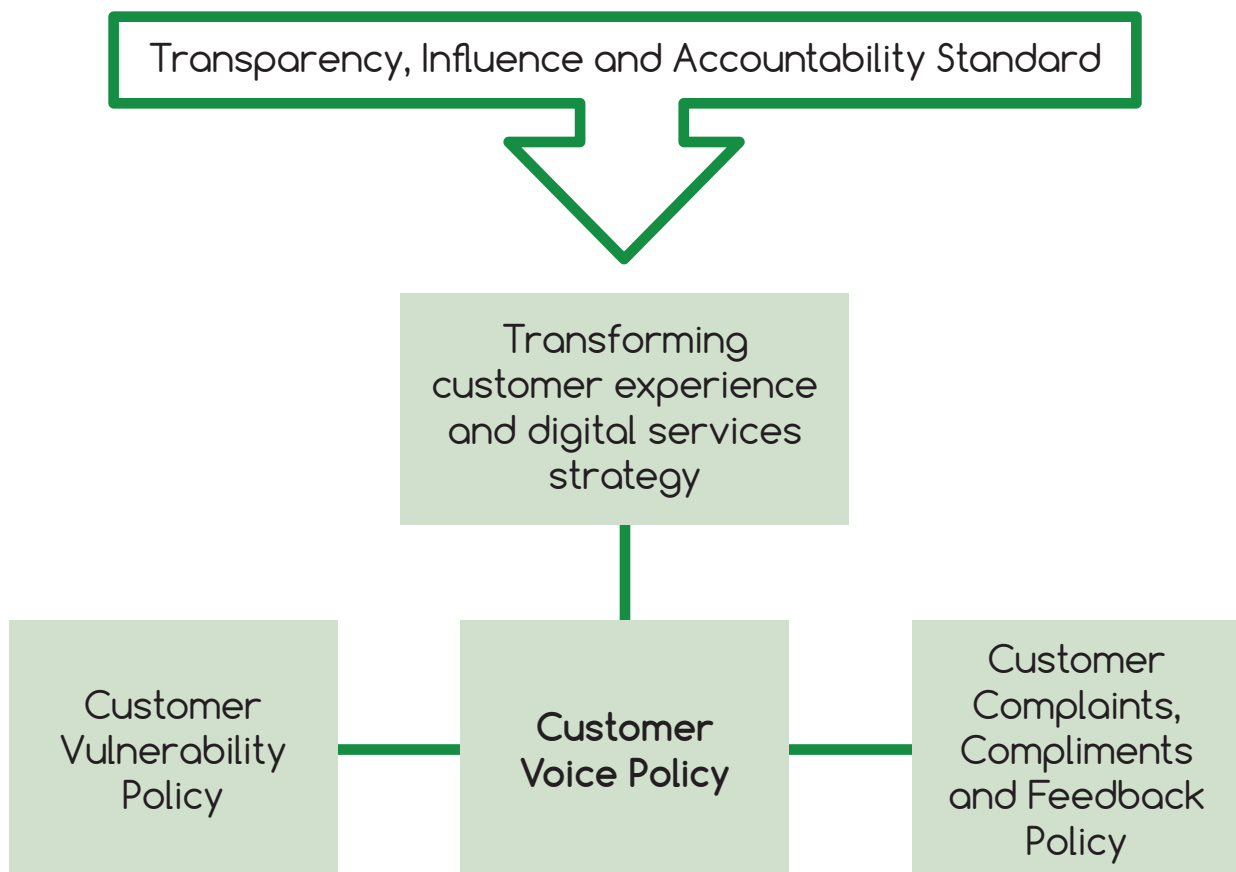 Transparency, Influence and Accountability Standard
Transforming
customer experience
and digital services
strategy
Customer
Vulnerability
Policy
Customer
Voice Policy
Customer
Complaints,
Compliments
and Feedback
Policy